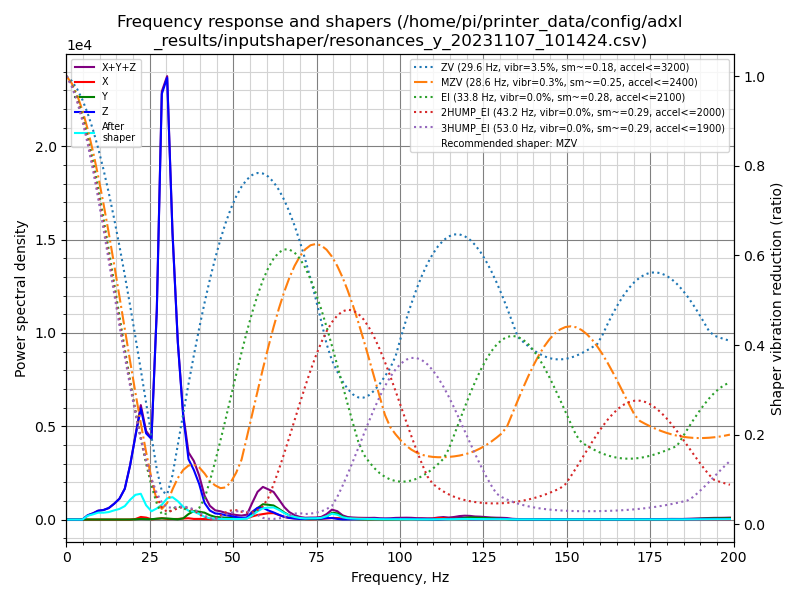 Frequency response and shapers (/home/pi/printer_data/config/adxl
_results/inputshaper/resonances_y_20231107_101424.csv)
1e4
X+Y+Z
X
Y
Z
After
shaper
ZV (29.6 Hz, vibr=3.5%, sm~=0.18, accel<=3200)
MZV (28.6 Hz, vibr=0.3%, sm~=0.25, accel<=2400)
EI (33.8 Hz, vibr=0.0%, sm~=0.28, accel<=2100)
2HUMP_EI (43.2 Hz, vibr=0.0%, sm~=0.29, accel<=2000)
3HUMP_EI (53.0 Hz, vibr=0.0%, sm~=0.29, accel<=1900)
Recommended shaper: MZV
Power spectral density
2.0
1.5
1.0
0.5
0.0
1.0
0.8
0.6
0.4
0.2
0.0
Shaper vibration reduction (ratio)
0 25 50 75 100 125 150 175 200
Frequency, Hz